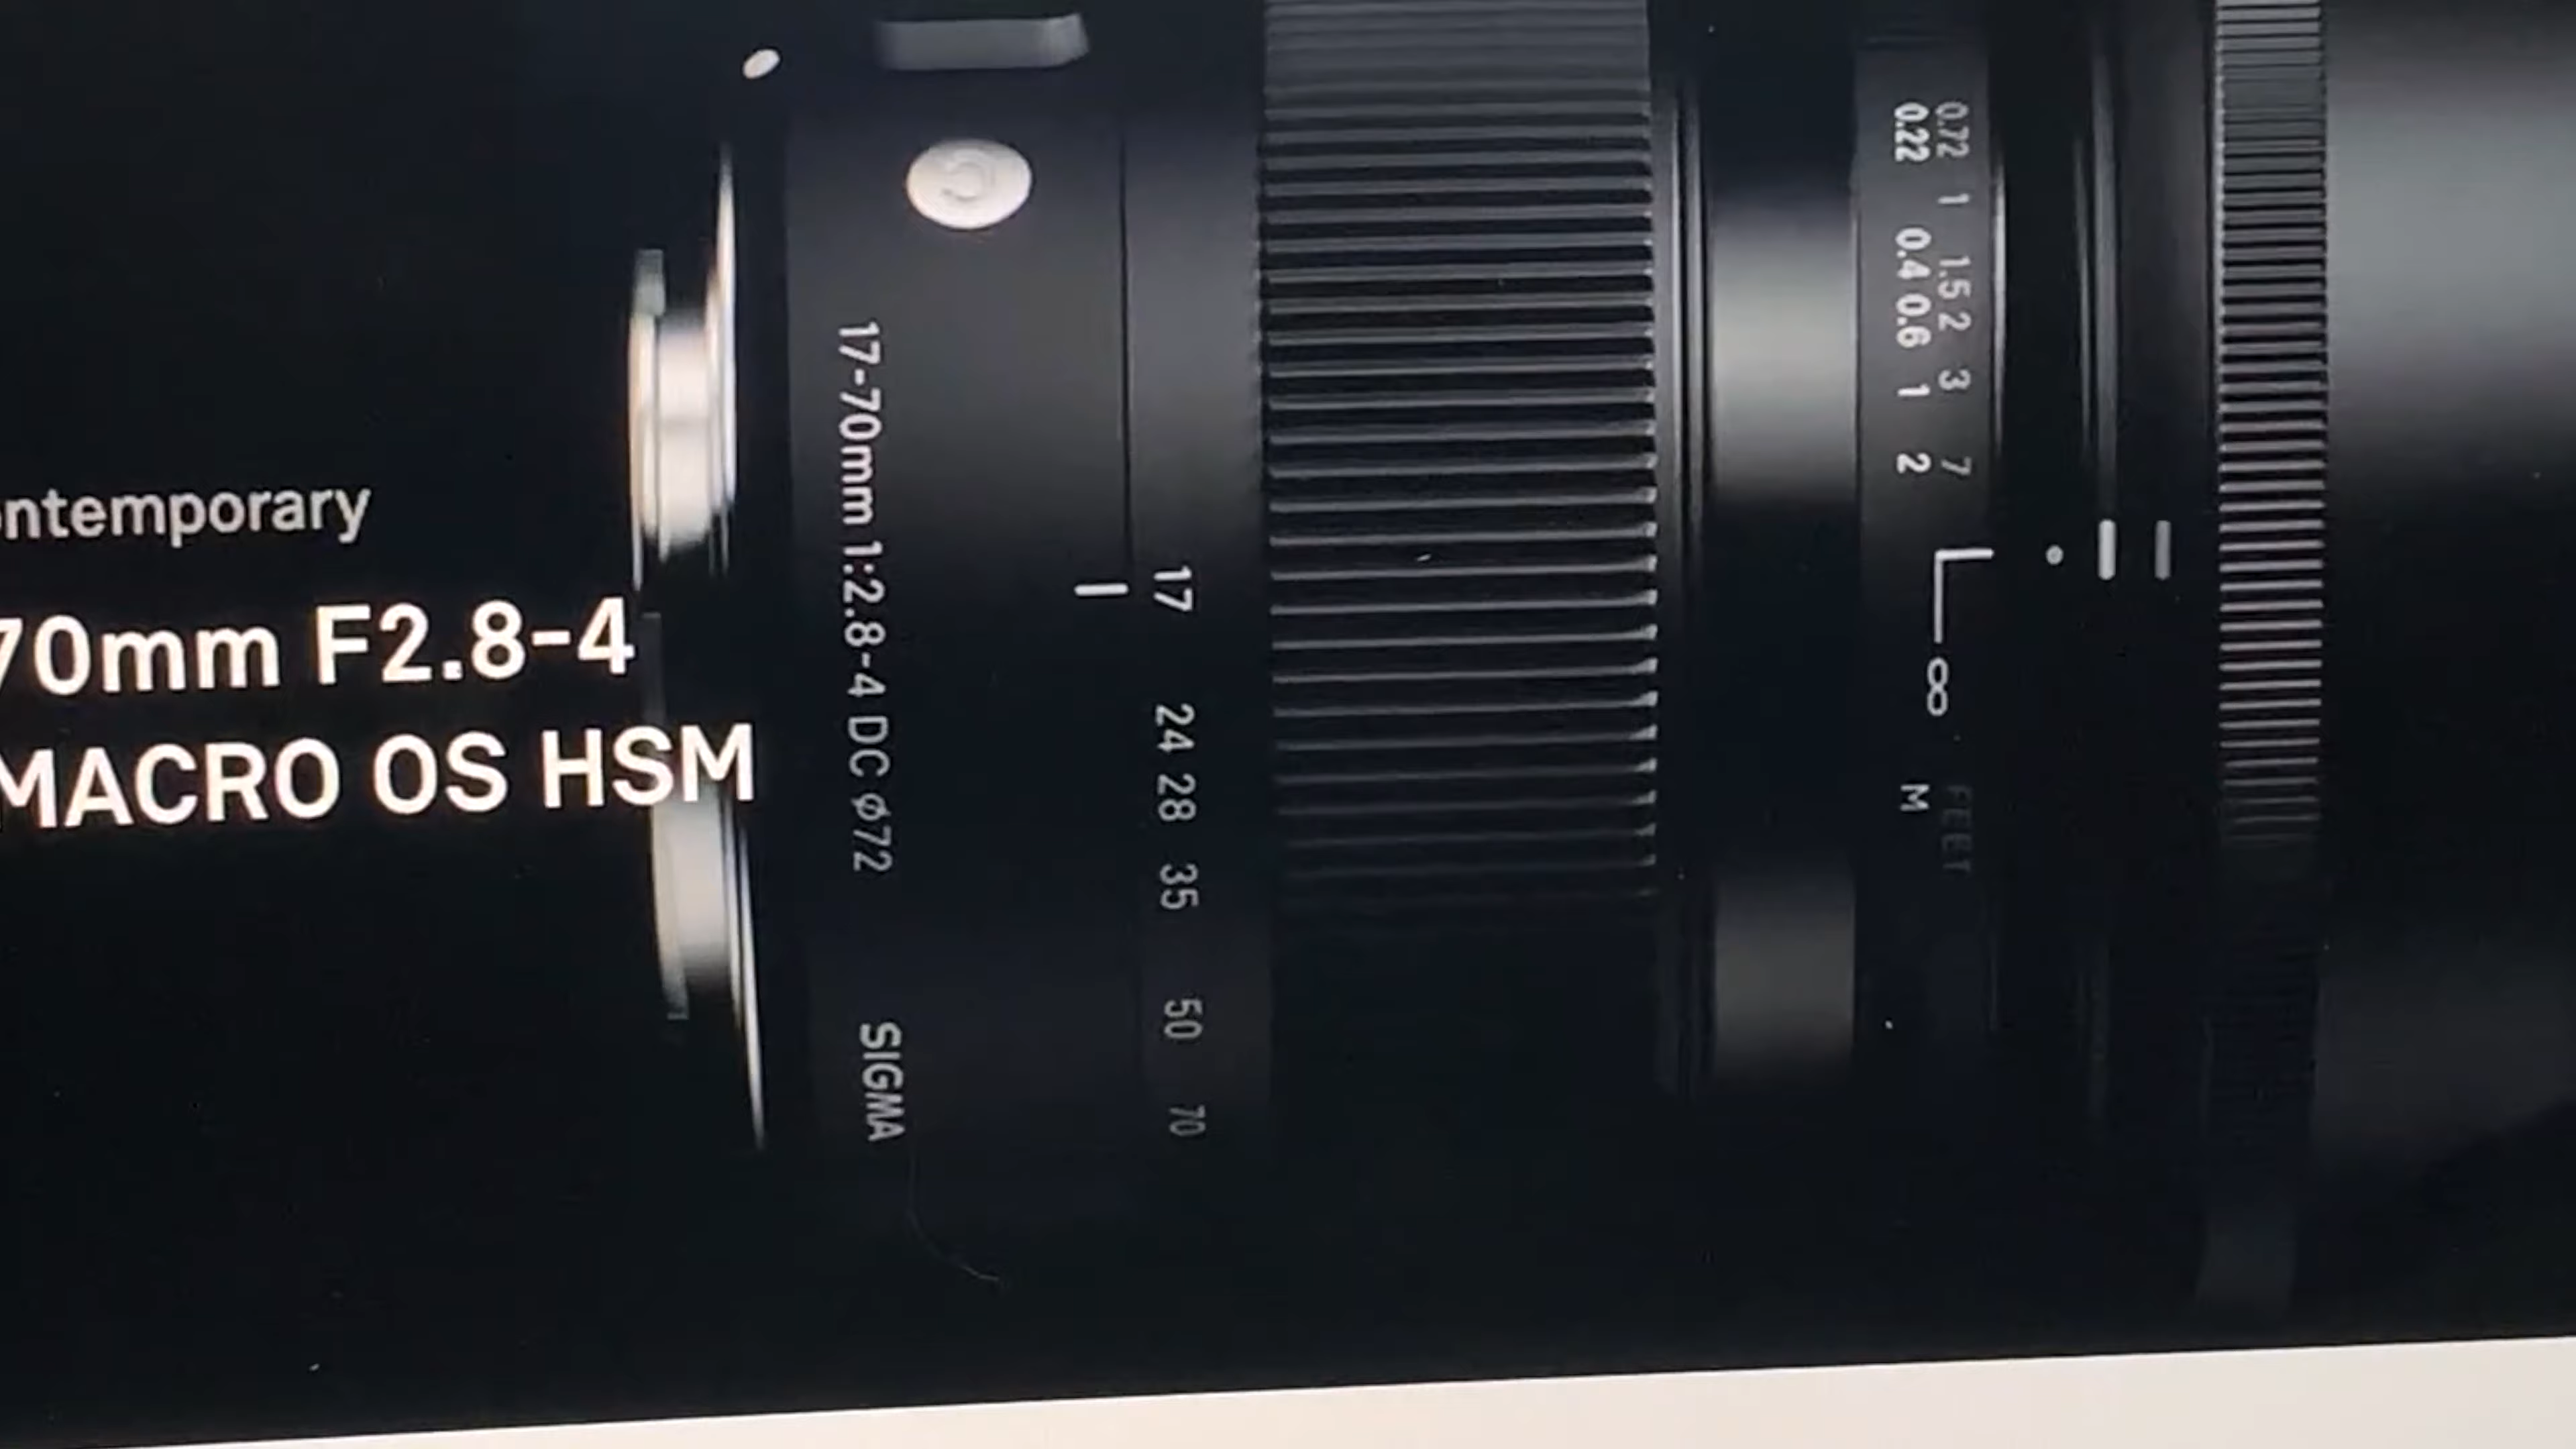 ontemporary
70mm F2.8-4
MACRO OS HSM
C
17-70mm 1:2.8-4 DC ø72
SIGMA
17 24 28 35 50 70
0.72 1 1.5 2 3 7
0.22 0.4 0.6 1 2
∞
FEET
M